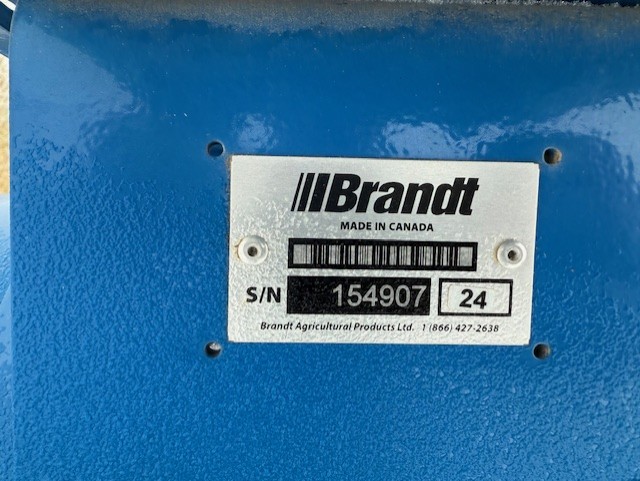 Brandt
MADE IN CANADA
S/N 154907 24
Brandt Agricultural Products Ltd. 1 (866) 427-2638